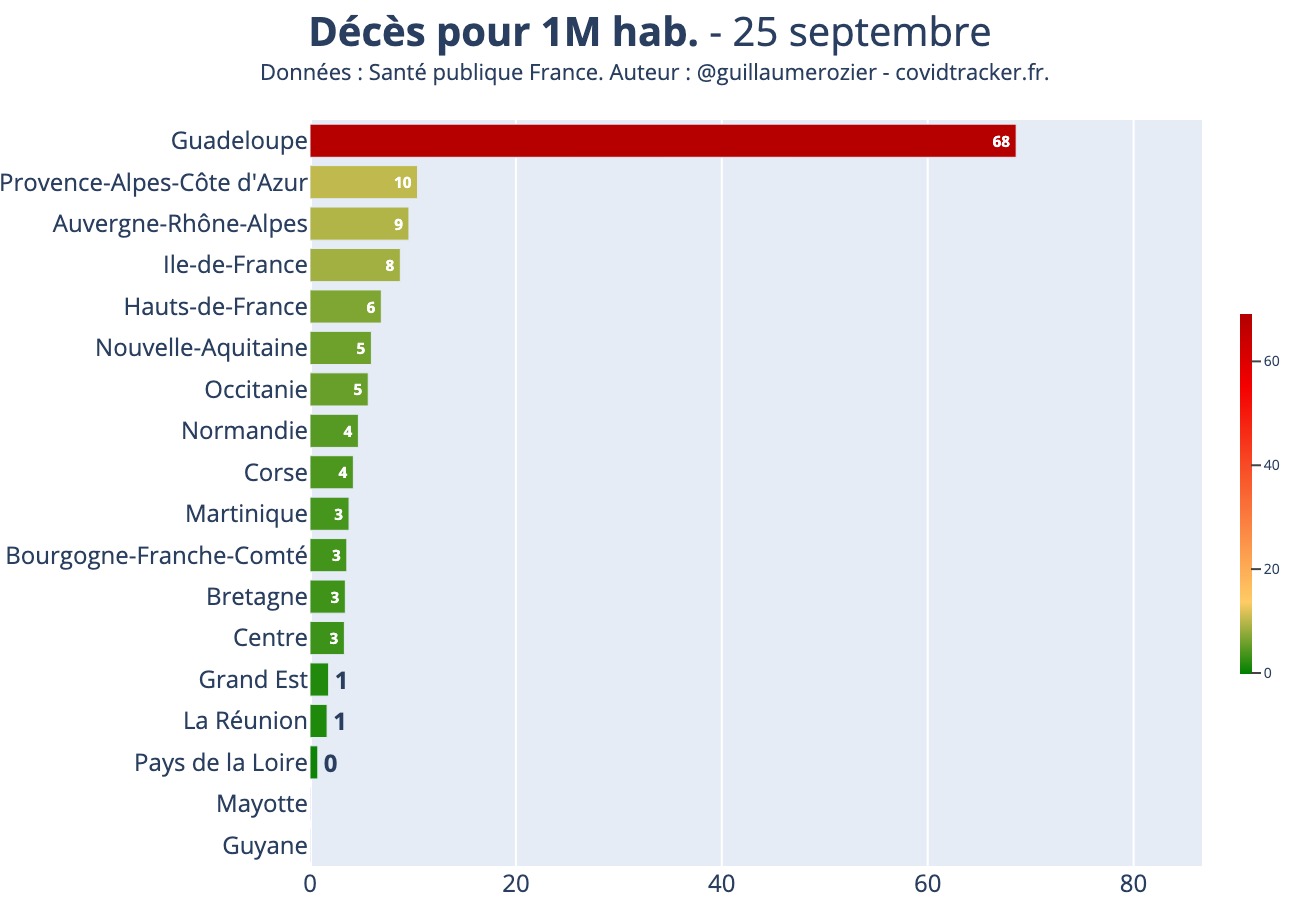 Décès pour 1M hab. - 25 septembre
Données : Santé publique France. Auteur : @guillaumerozier - covidtracker.fr.
Guadeloupe 68
Provence-Alpes-Côte d'Azur 10
Auvergne-Rhône-Alpes 9
Ile-de-France 8
Hauts-de-France 6
Nouvelle-Aquitaine 5
Occitanie 5
Normandie 4
Corse 4
Martinique 3
Bourgogne-Franche-Comté 3
Bretagne 3
Centre 3
Grand Est 1
La Réunion 1
Pays de la Loire 0
Mayotte
Guyane
0 20 40 60 80
60
40
20
0